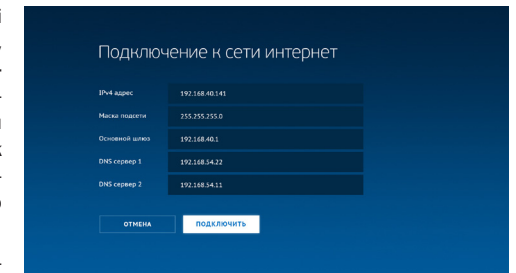 Подключение к сети интернет
IPv4 адрес 192.168.40.141
Маска подсети 255.255.255.0
Основной шлюз 192.168.40.1
DNS сервер 1 192.168.54.22
DNS сервер 2 192.168.54.11
ОТМЕНА ПОДКЛЮЧИТЬ